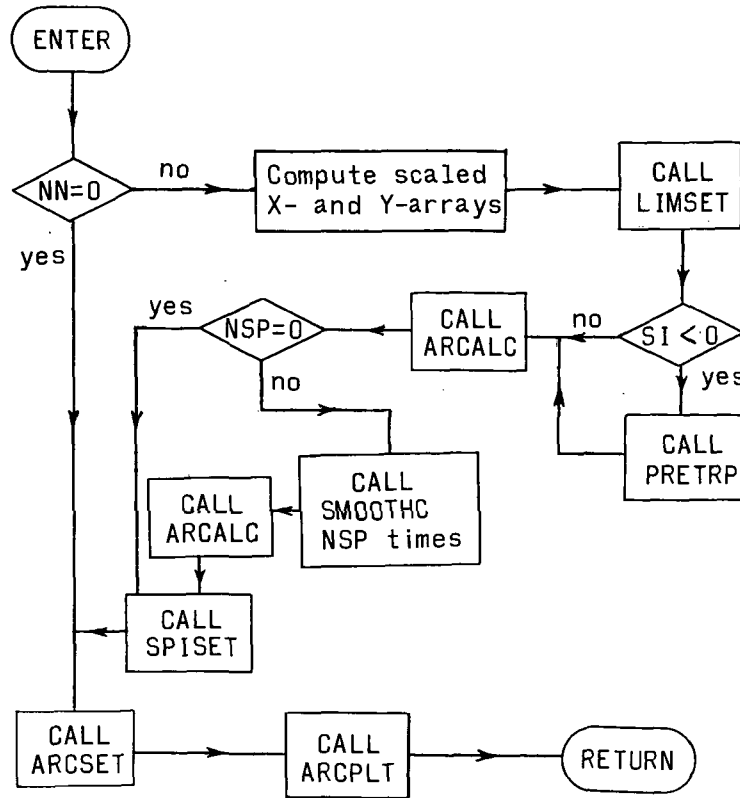 ENTER
NN=0
no
yes
Compute scaled
X- and Y-arrays
CALL
LIMSET
SI < 0
no
yes
CALL
PRETRP
CALL
ARCALC
NSP=0
yes
no
CALL
SMOOTHC
NSP times
CALL
ARCALC
CALL
SPISET
CALL
ARCSET
CALL
ARCPLT
RETURN